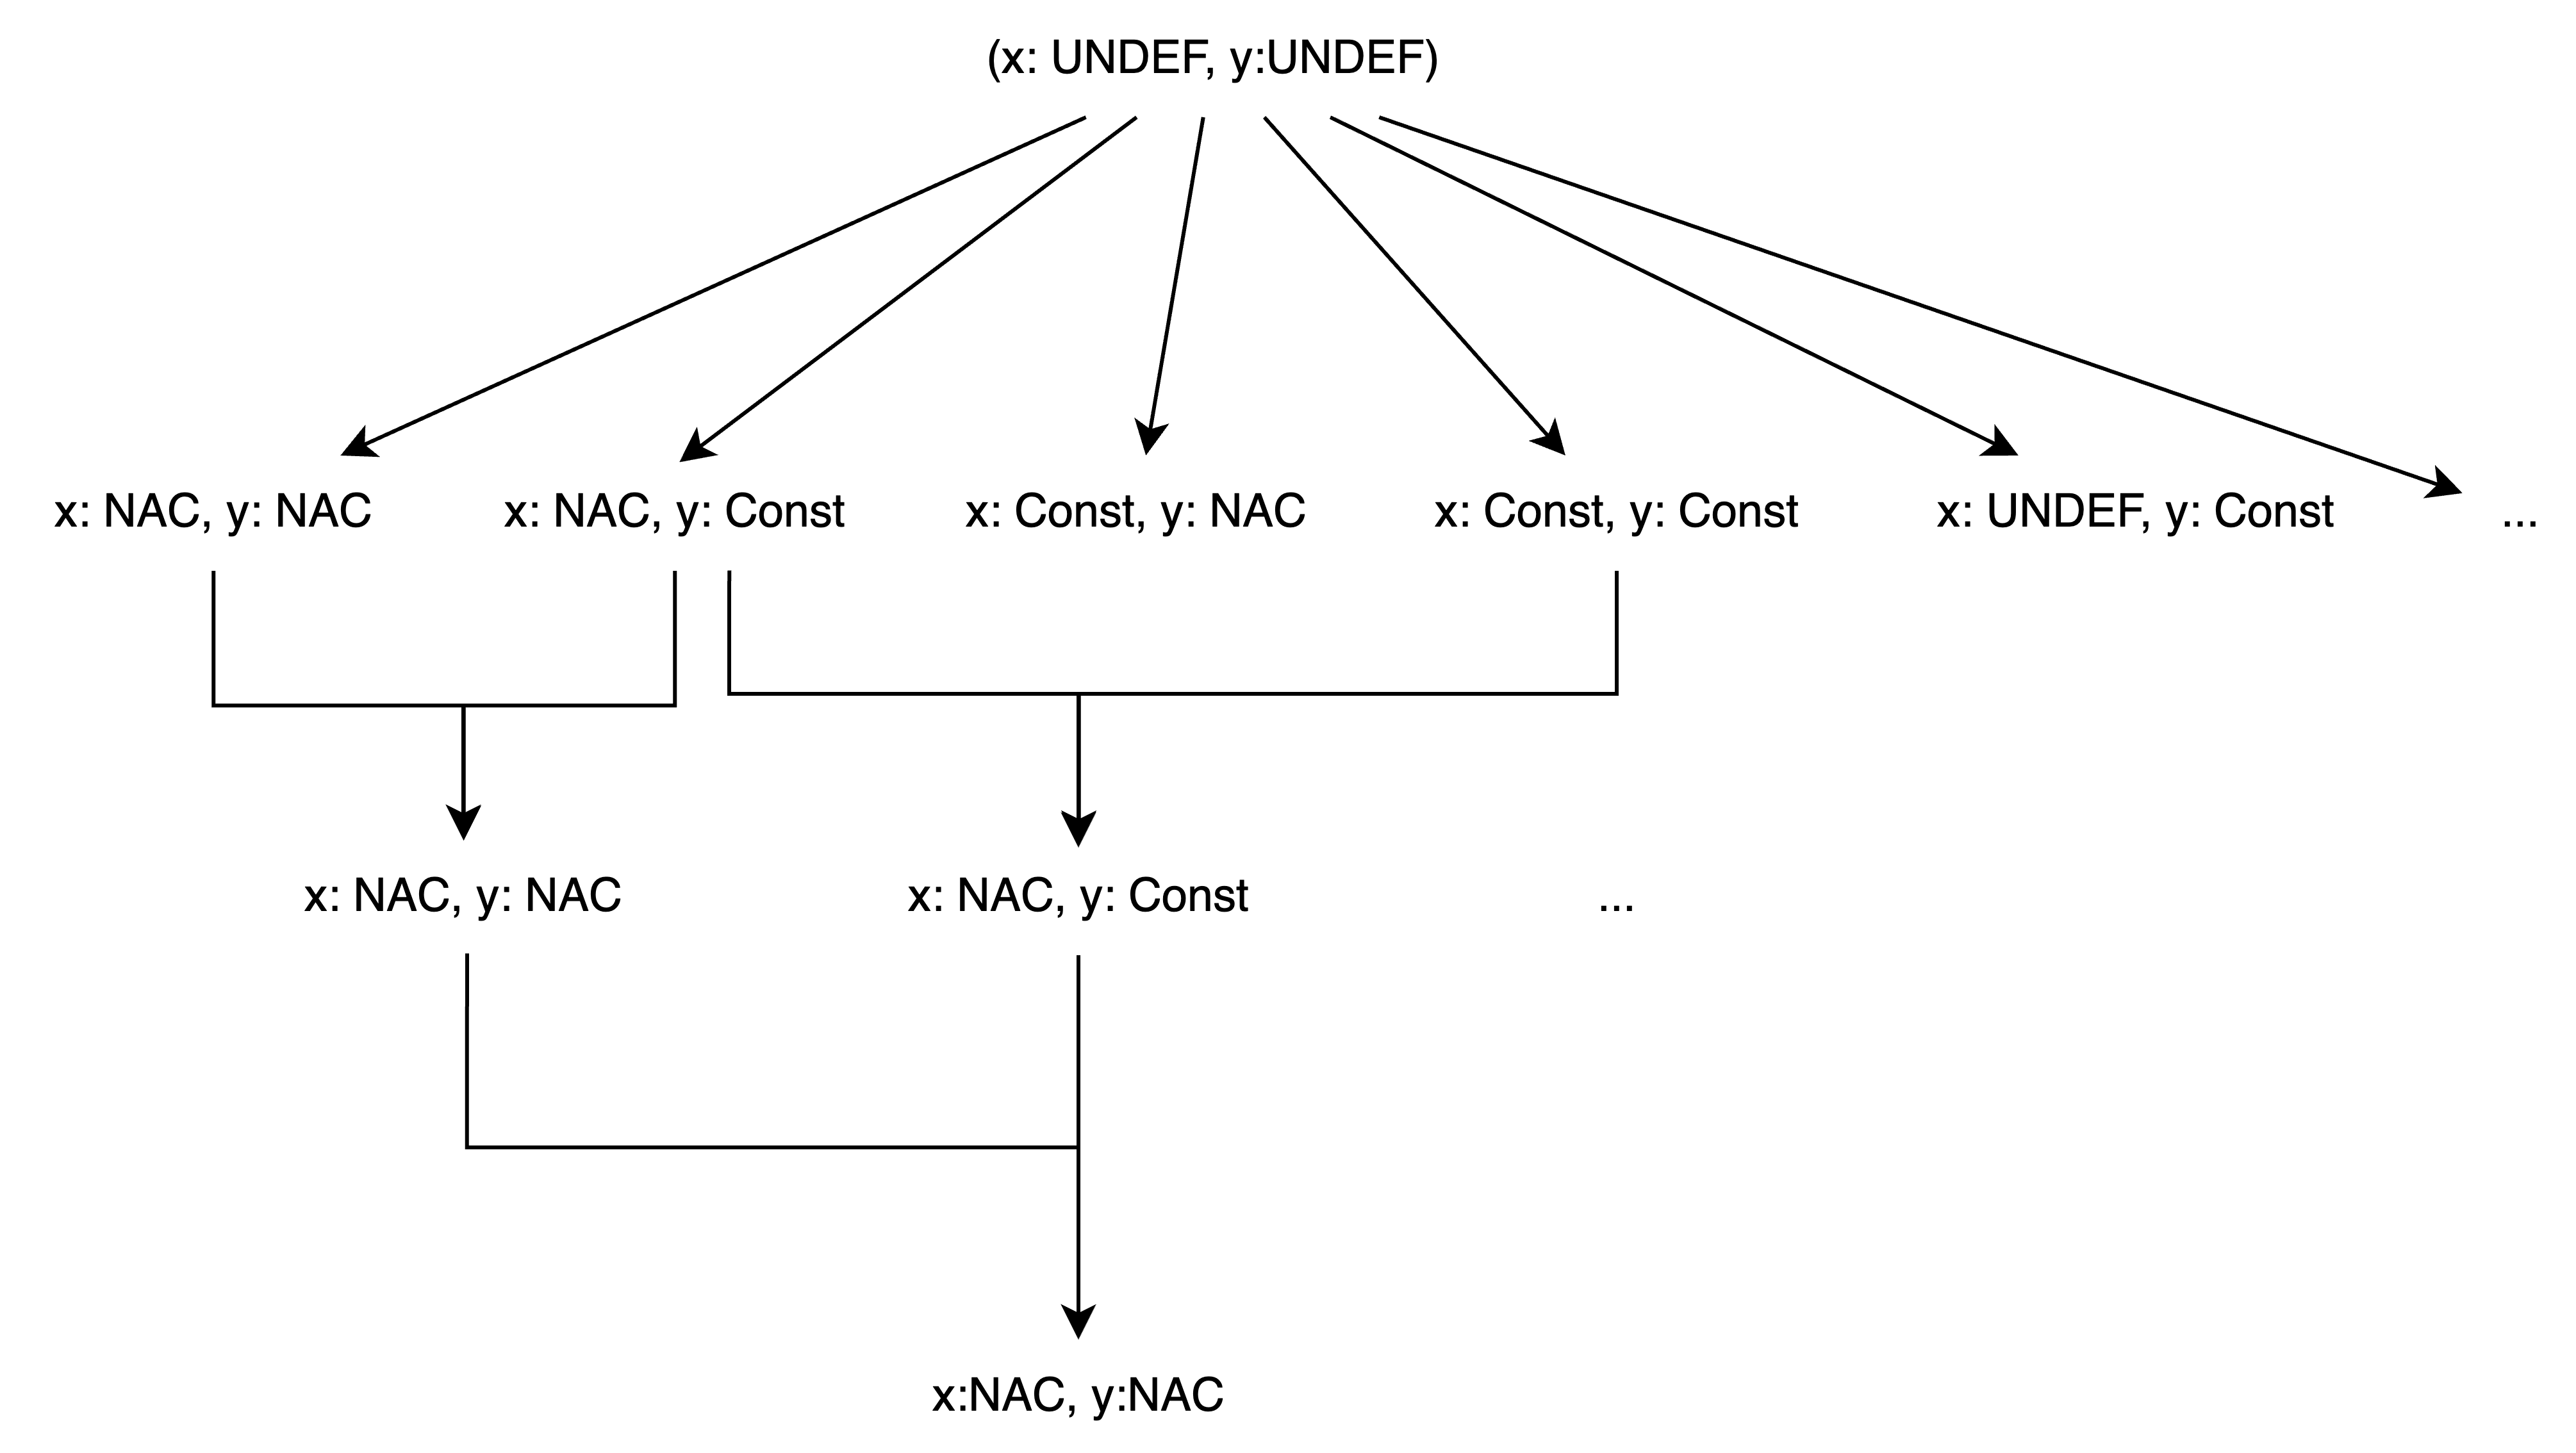 (x: UNDEF, y:UNDEF)
x: NAC, y: NAC
x: NAC, y: Const
x: Const, y: NAC
x: Const, y: Const
x: UNDEF, y: Const
...
x: NAC, y: NAC
x: NAC, y: Const
...
x:NAC, y:NAC